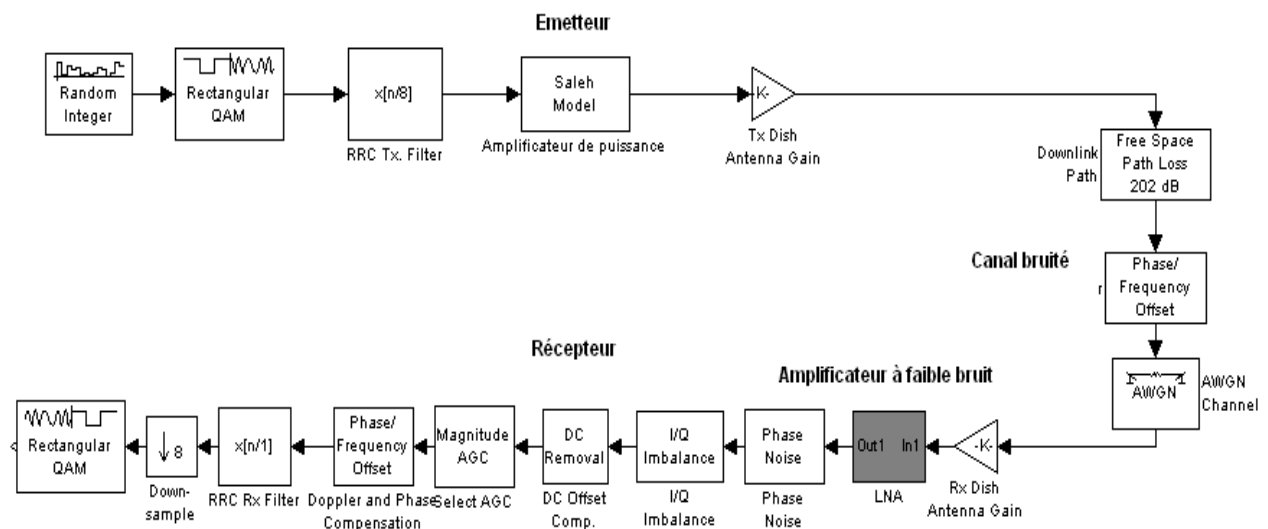 Emetteur
Random
Integer
Rectangular
QAM
x[n/8]
RRC Tx. Filter
Saleh
Model
Amplificateur de puissance
-K-
Tx Dish
Antenna Gain
Downlink
Path
Free Space
Path Loss
202 dB
Canal bruité
r
Phase/
Frequency
Offset
AWGN
AWGN
Channel
Récepteur
Amplificateur à faible bruit
Rectangular
QAM
8
Down-
sample
x[n/1]
RRC Rx Filter
Phase/
Frequency
Offset
Doppler and Phase
Compensation
Magnitude
AGC
Select AGC
DC
Removal
DC Offset
Comp.
I/Q
Imbalance
I/Q
Imbalance
Phase
Noise
Phase
Noise
Out1 In1
LNA
-K-
Rx Dish
Antenna Gain